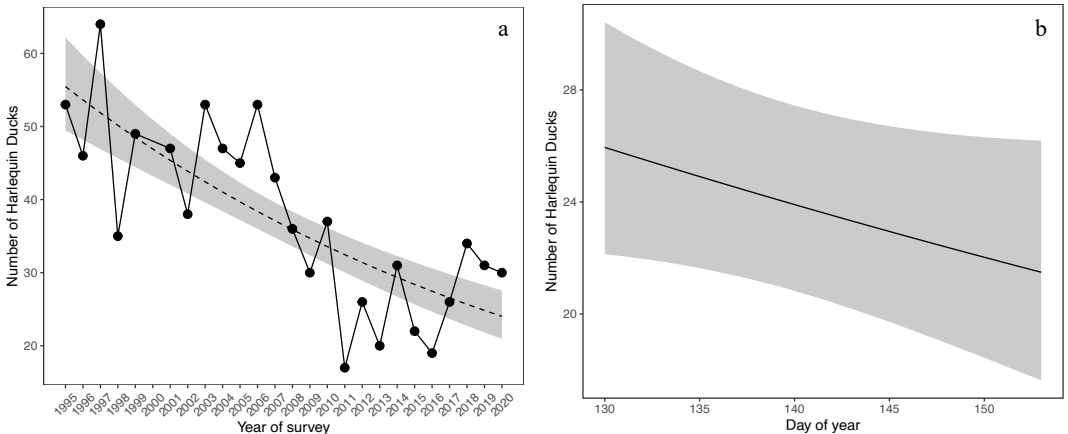 a
60
50
40
30
20
Number of Harlequin Ducks
1995 1996 1997 1998 1999 2000 2001 2002 2003 2004 2005 2006 2007 2008 2009 2010 2011 2012 2013 2014 2015 2016 2017 2018 2019 2020
Year of survey
b
28
24
20
Number of Harlequin Ducks
130 135 140 145 150
Day of year